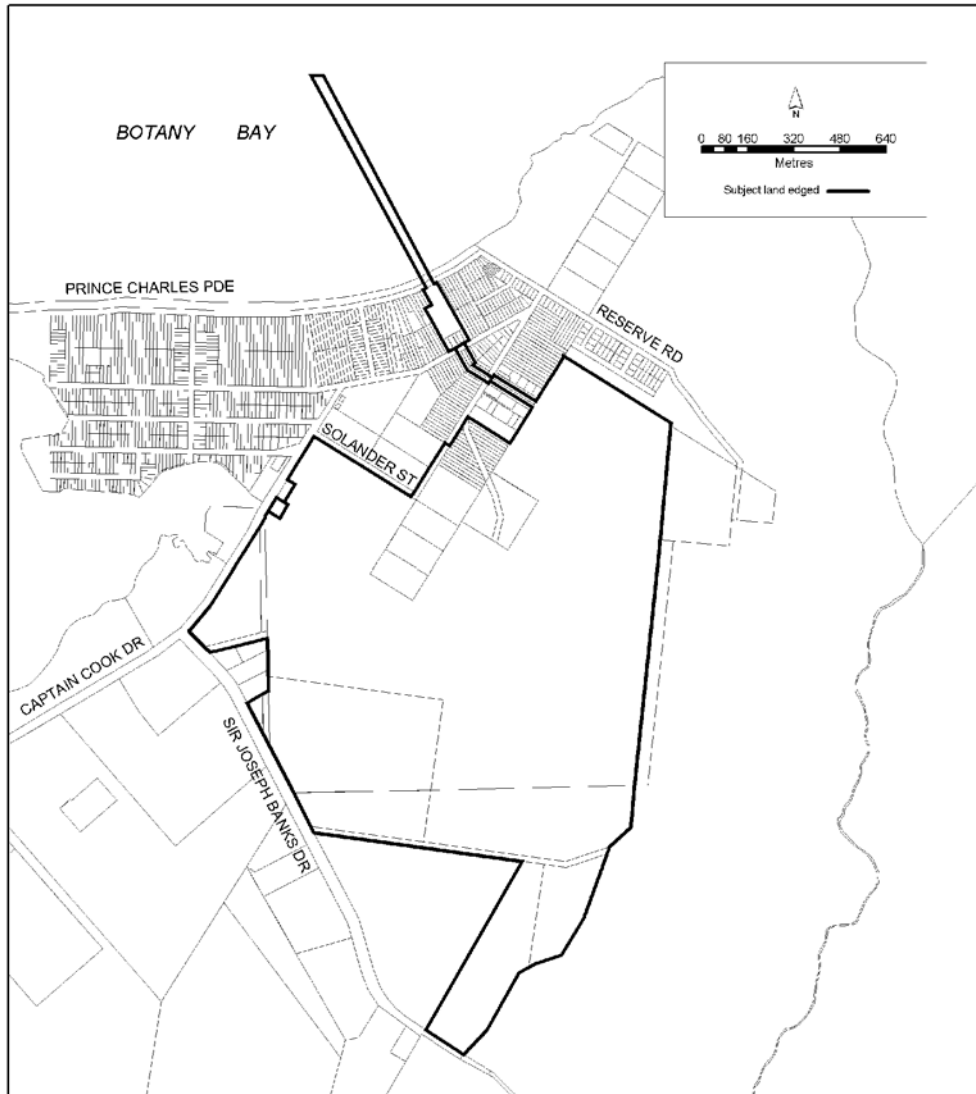 BOTANY BAY
N
0 80 160 320 480 640
Metres
Subject land edged
PRINCE CHARLES PDE
RESERVE RD
SOLANDER ST
CAPTAIN COOK DR
SIR JOSEPH BANKS DR